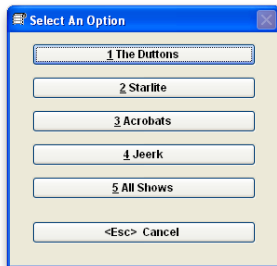 Select An Option
1 The Duttons
2 Starlite
3 Acrobats
4 Jeerk
5 All Shows
<Esc> Cancel